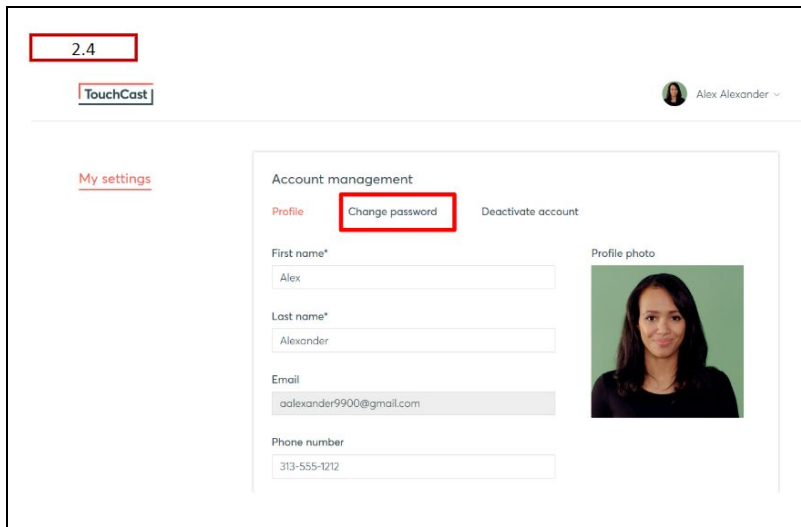 2.4
TouchCast
Alex Alexander
My settings
Account management
Profile Change password Deactivate account
First name* Profile photo
Alex
Last name*
Alexander
Email
aalexander9900@gmail.com
Phone number
313-555-1212